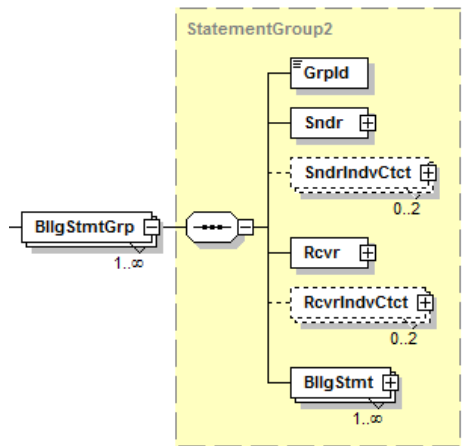 StatementGroup2
GrpId
Sndr
SndrIndvCtct
0..2
BllgStmtGrp
1..∞
Rcvr
RcvrIndvCtct
0..2
BllgStmt
1..∞